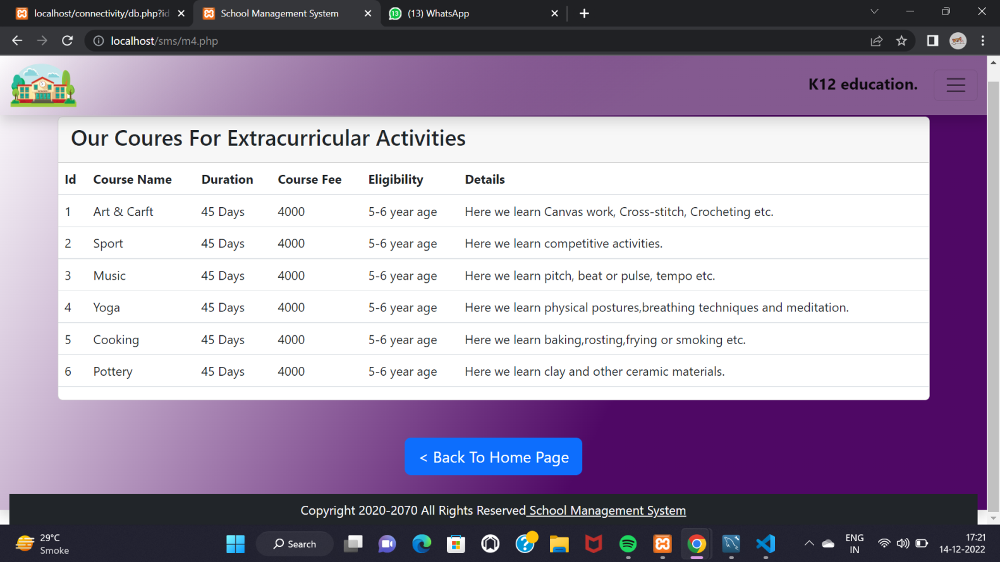 localhost/connectivity/db.php?id
School Management System
13
(13) WhatsApp
localhost/sms/m4.php
SCHOOL
K12 education.
Our Coures For Extracurricular Activities
Id Course Name Duration Course Fee Eligibility Details
1 Art & Carft 45 Days 4000 5-6 year age Here we learn Canvas work, Cross-stitch, Crocheting etc.
2 Sport 45 Days 4000 5-6 year age Here we learn competitive activities.
3 Music 45 Days 4000 5-6 year age Here we learn pitch, beat or pulse, tempo etc.
4 Yoga 45 Days 4000 5-6 year age Here we learn physical postures,breathing techniques and meditation.
5 Cooking 45 Days 4000 5-6 year age Here we learn baking,rosting,frying or smoking etc.
6 Pottery 45 Days 4000 5-6 year age Here we learn clay and other ceramic materials.
< Back To Home Page
Copyright 2020-2070 All Rights Reserved School Management System
29°C
Smoke
Search
ENG
IN
17:21
14-12-2022